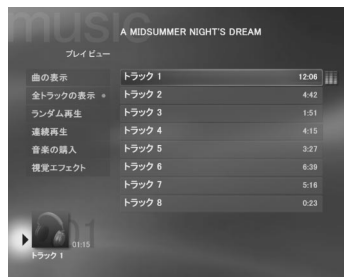 music
A MIDSUMMER NIGHT'S DREAM
プレイビュー
曲の表示
全トラックの表示
ランダム再生
連続再生
音楽の購入
視覚エフェクト
トラック 1 12:06
トラック 2 4:42
トラック 3 1:51
トラック 4 4:15
トラック 5 3:27
トラック 6 6:39
トラック 7 5:16
トラック 8 0:23
01
01:15
トラック 1